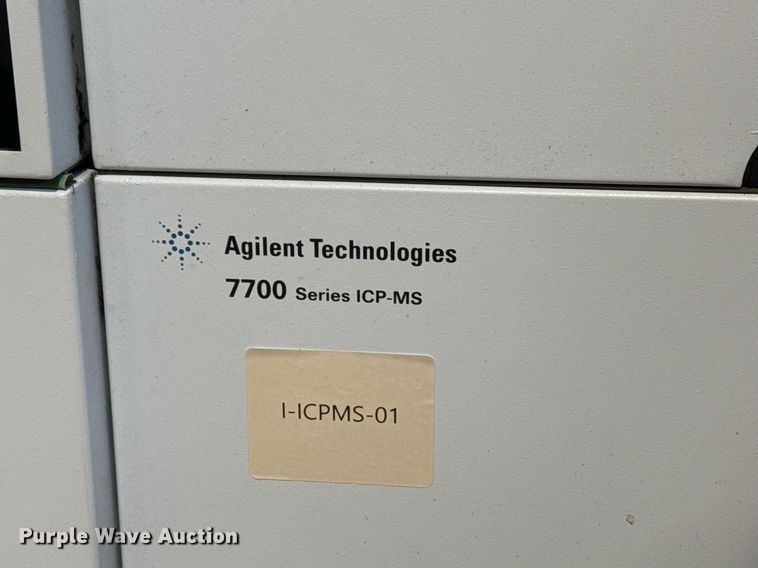 Agilent Technologies
7700 Series ICP-MS
I-ICPMS-01
Purple Wave Auction